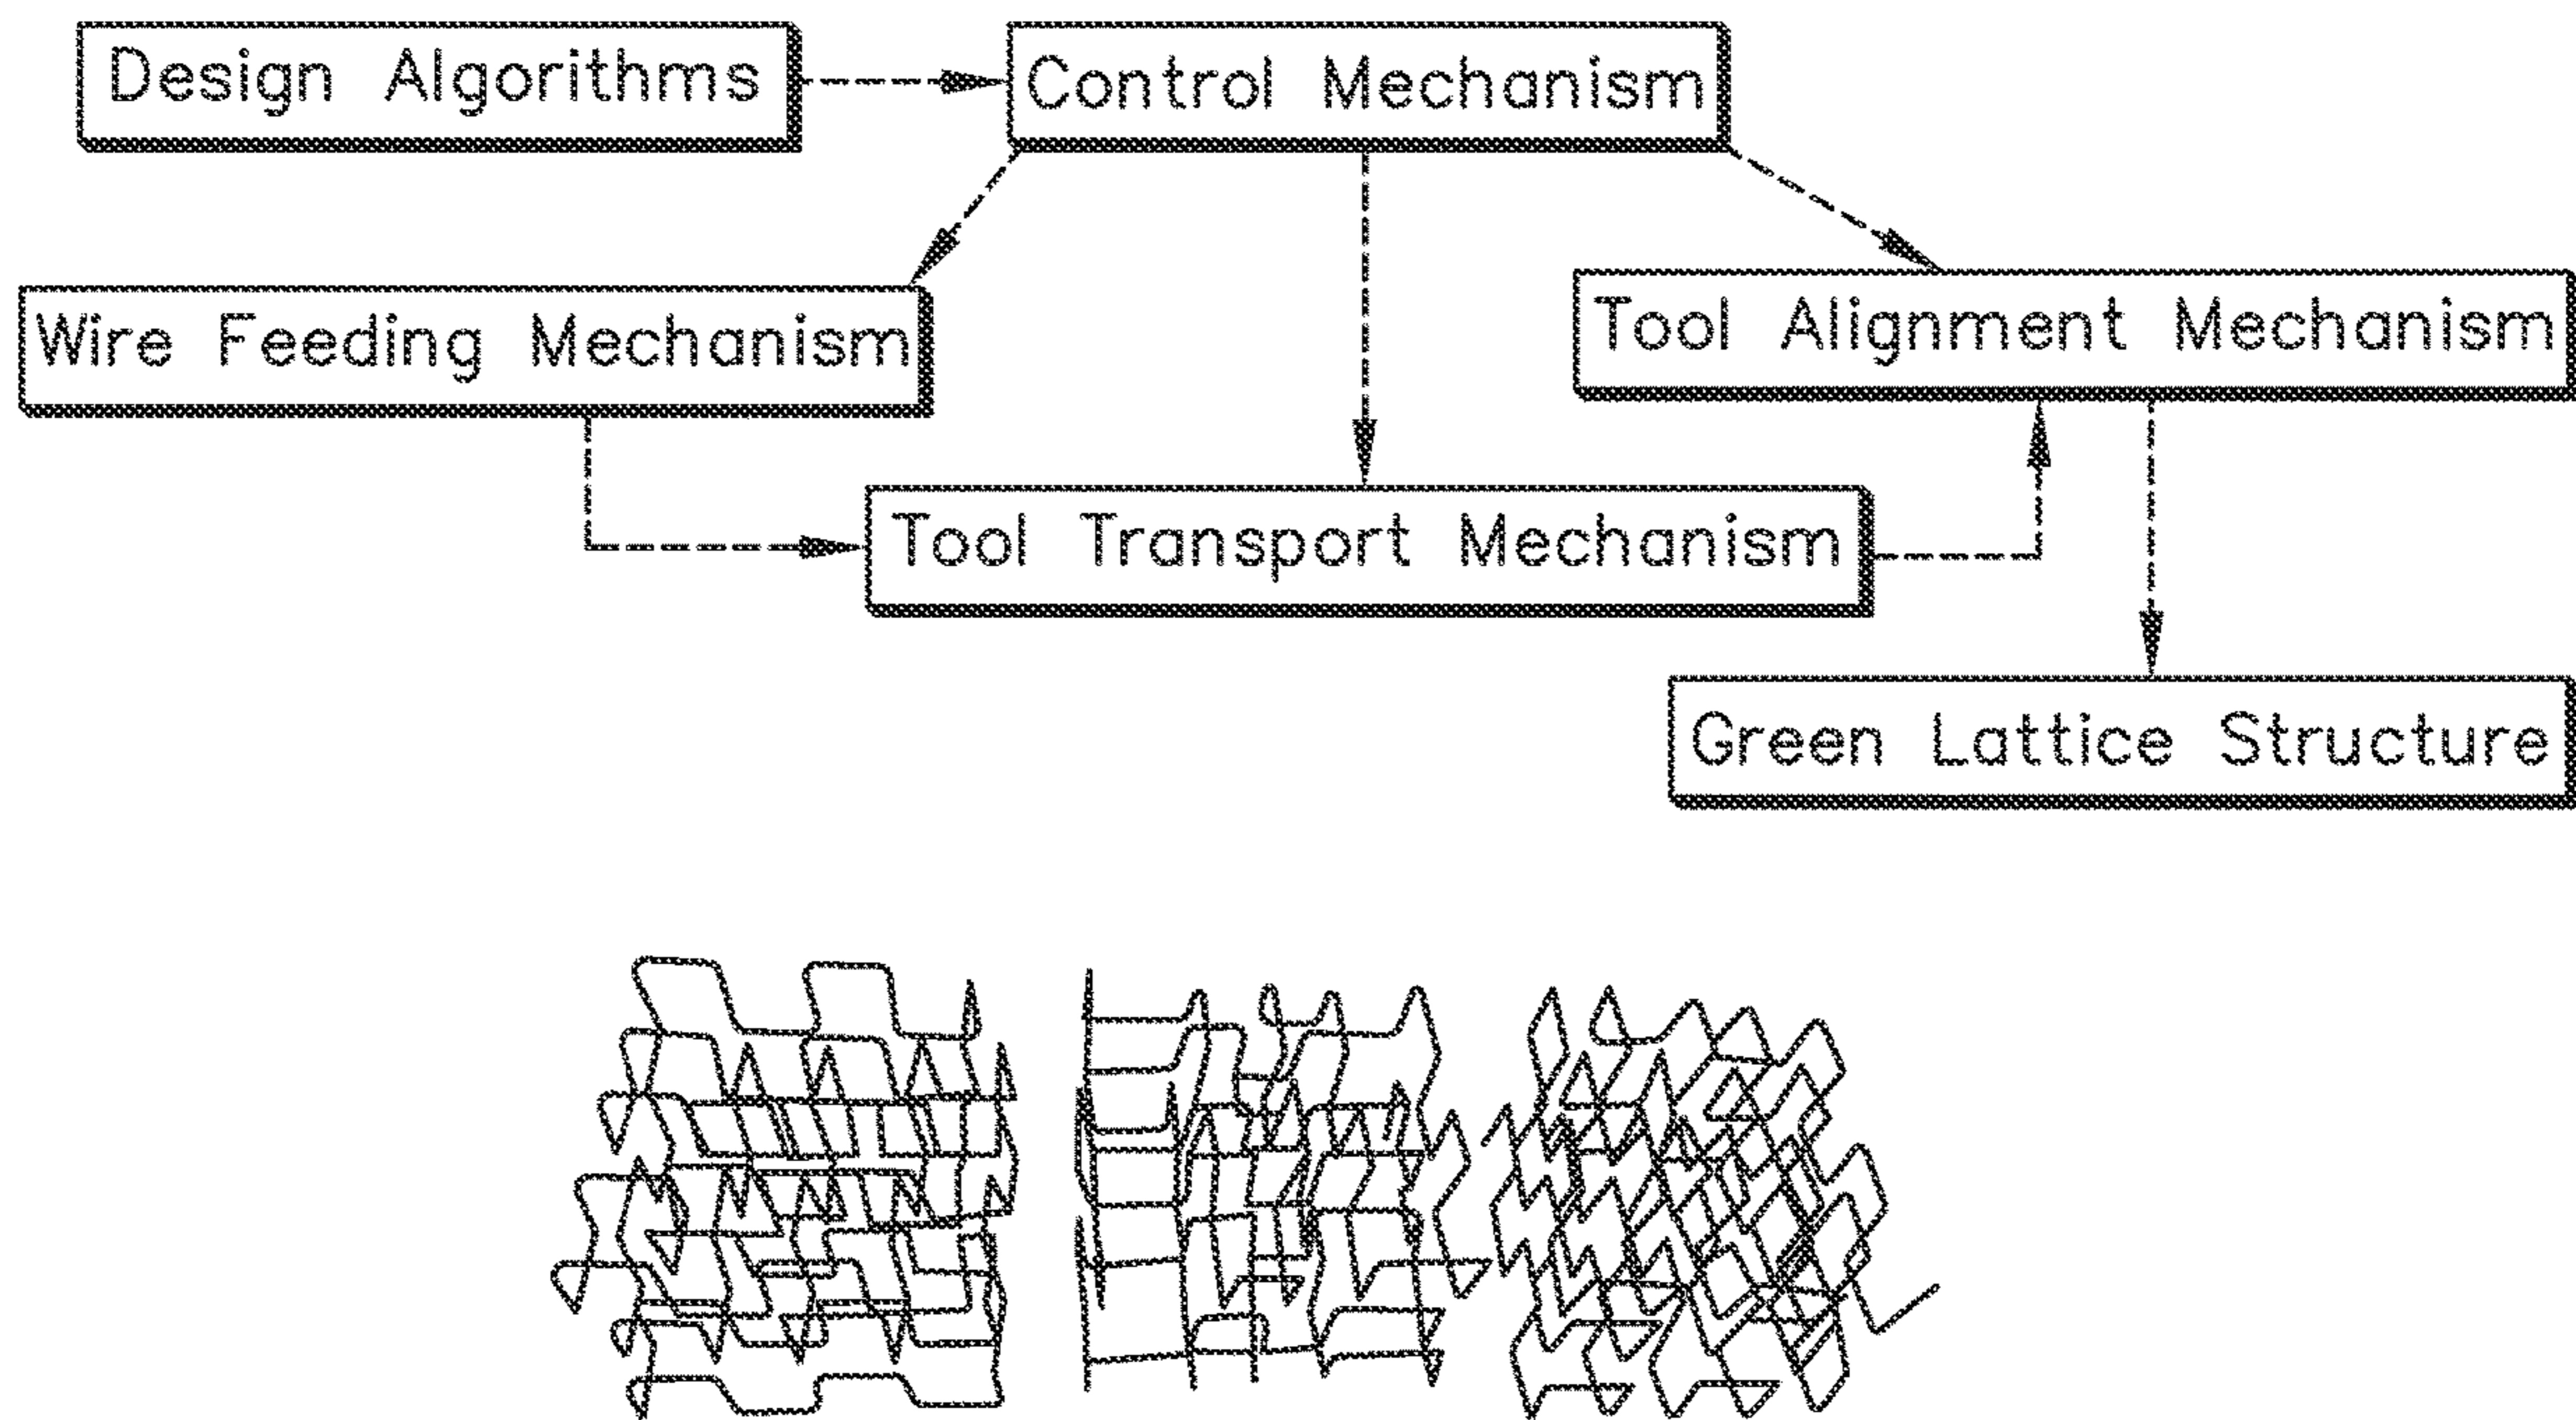 Design Algorithms
Control Mechanism
Wire Feeding Mechanism
Tool Alignment Mechanism
Tool Transport Mechanism
Green Lattice Structure